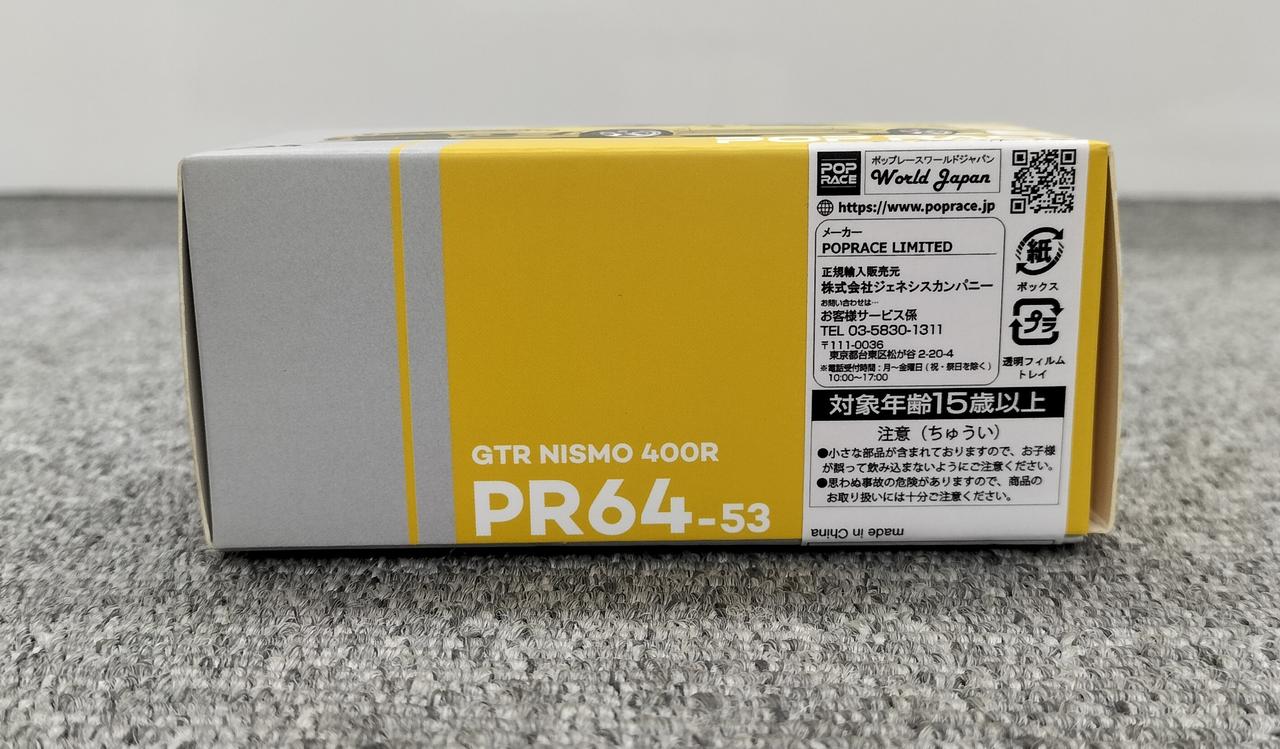 GTR NISMO 400R
PR64-53
POP RACE
ポップレースワールドジャパン
World Japan
https://www.poprace.jp
メーカー
POPRACE LIMITED
正規輸入販売元
株式会社ジェネシスカンパニー
お問い合わせは…
お客様サービス係
TEL 03-5830-1311
〒111-0036
東京都台東区松が谷 2-20-4
※電話受付時間：月～金曜日 ( 祝・祭日を除く )
10:00～17:00
紙
ボックス
プラ
透明フィルム
トレイ
対象年齢15歳以上
注意（ちゅうい）
●小さな部品が含まれておりますので、お子様
が誤って飲み込まないようにご注意ください。
●思わぬ事故の危険がありますので、商品の
お取り扱いには十分ご注意ください。
made in China